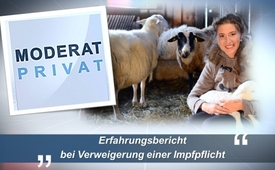 MODERAT
PRIVAT
Erfahrungsbericht
bei Verweigerung einer Impfpflicht